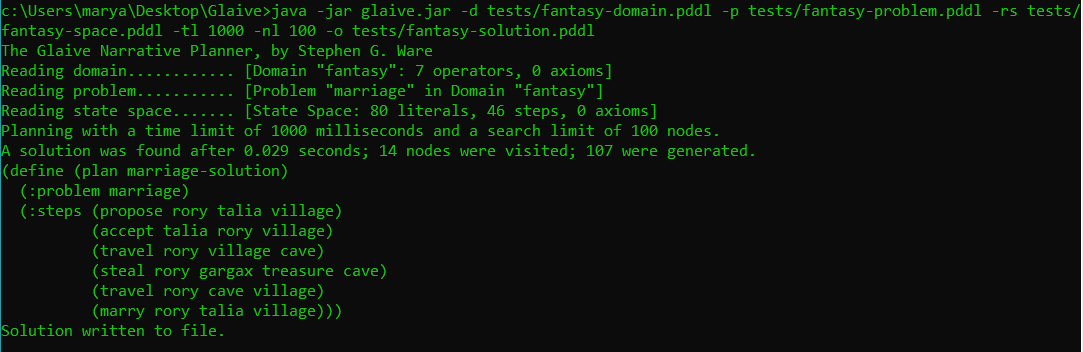 c:\Users\marya\Desktop\Glaive>java -jar glaive.jar -d tests/fantasy-domain.pddl -p tests/fantasy-problem.pddl -rs tests/
fantasy-space.pddl -tl 1000 -nl 100 -o tests/fantasy-solution.pddl
The Glaive Narrative Planner, by Stephen G. Ware
Reading domain............ [Domain "fantasy": 7 operators, 0 axioms]
Reading problem........... [Problem "marriage" in Domain "fantasy"]
Reading state space....... [State Space: 80 literals, 46 steps, 0 axioms]
Planning with a time limit of 1000 milliseconds and a search limit of 100 nodes.
A solution was found after 0.029 seconds; 14 nodes were visited; 107 were generated.
(define (plan marriage-solution)
  (:problem marriage)
  (:steps (propose rory talia village)
          (accept talia rory village)
          (travel rory village cave)
          (steal rory gargax treasure cave)
          (travel rory cave village)
          (marry rory talia village)))
Solution written to file.